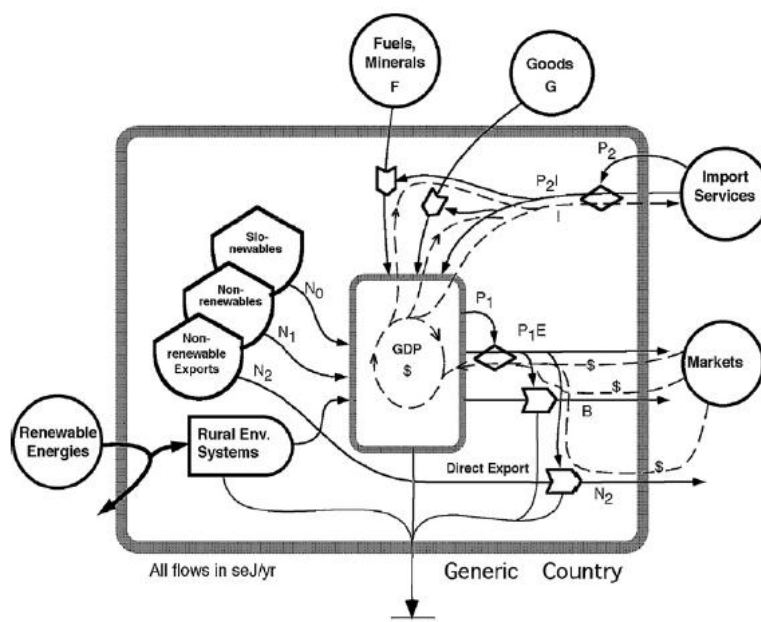 Fuels,
Minerals
F
Goods
G
P2
P2I
Import
Services
I
Slo-
newables
Non-
renewables
Non-
renewable
Exports
N0
N1
N2
P1
P1E
GDP
$
$
$
Markets
B
Renewable
Energies
Rural Env.
Systems
Direct Export
$
N2
All flows in seJ/yr
Generic Country